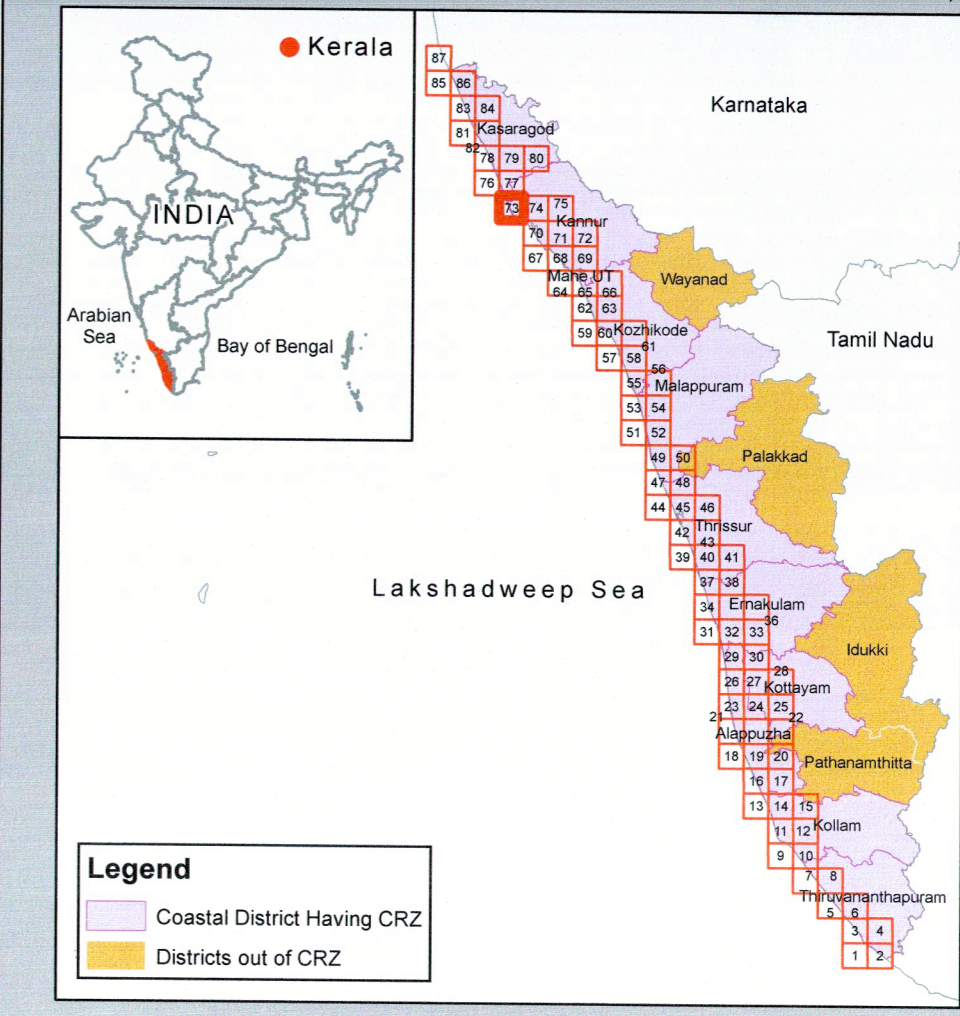 Kerala
INDIA
Arabian
Sea
Bay of Bengal
Karnataka
Tamil Nadu
Lakshadweep Sea
87
85 86
83 84
81 Kasaragod
82
78 79 80
76 77
73 74 75
Kannur
70 71 72
67 68 69
Mahe UT
64 65 66
Wayanad
62 63
59 60 Kozhikode
61
57 58
56
55 Malappuram
53 54
51 52
49 50 Palakkad
47 48
44 45 46
42 Thrissur
43
39 40 41
37 38
34 Ernakulam
36
31 32 33
Idukki
29 30
28
26 27 Kottayam
23 24 25
21 22
Alappuzha
18 19 20 Pathanamthitta
16 17
13 14 15
11 12 Kollam
9 10
7 8
Thiruvananthapuram
5 6
3 4
1 2
Legend
Coastal District Having CRZ
Districts out of CRZ